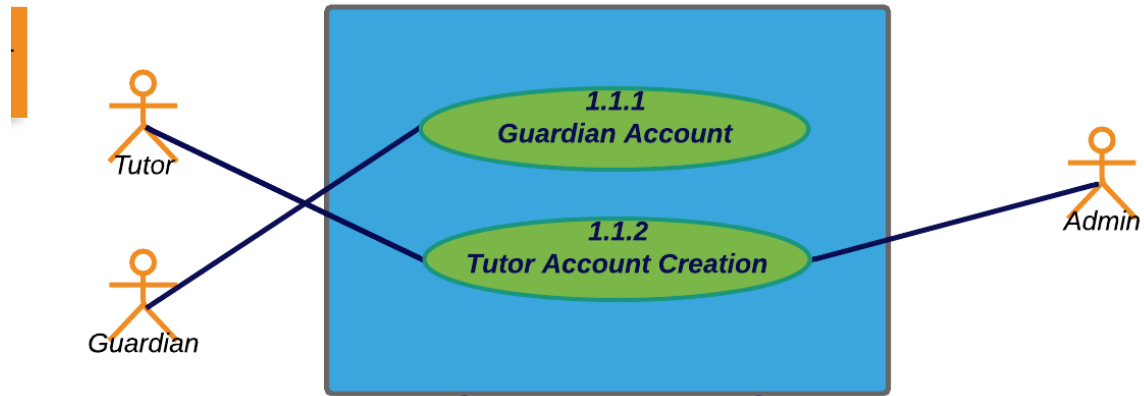 1.1.1
Guardian Account
Tutor
1.1.2
Tutor Account Creation
Admin
Guardian